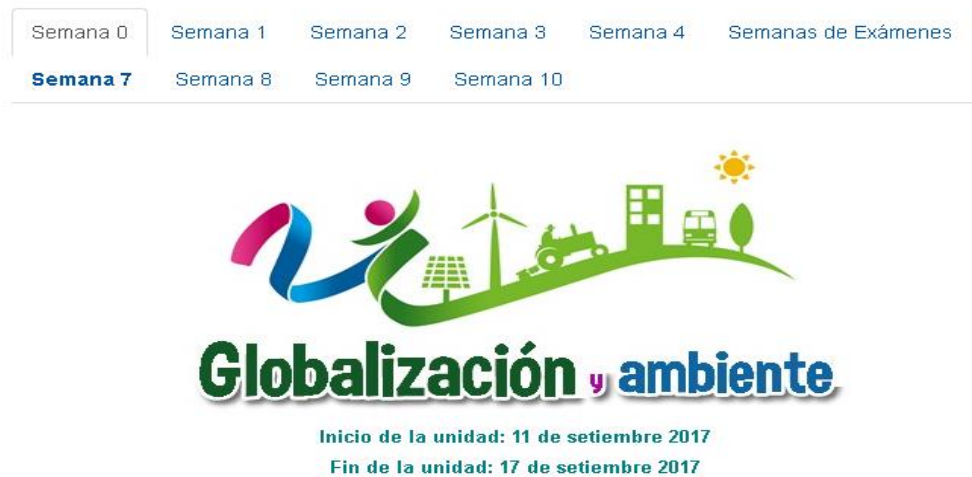 Semana 0 Semana 1 Semana 2 Semana 3 Semana 4 Semanas de Exámenes
Semana 7 Semana 8 Semana 9 Semana 10
Globalización y ambiente
Inicio de la unidad: 11 de setiembre 2017
Fin de la unidad: 17 de setiembre 2017